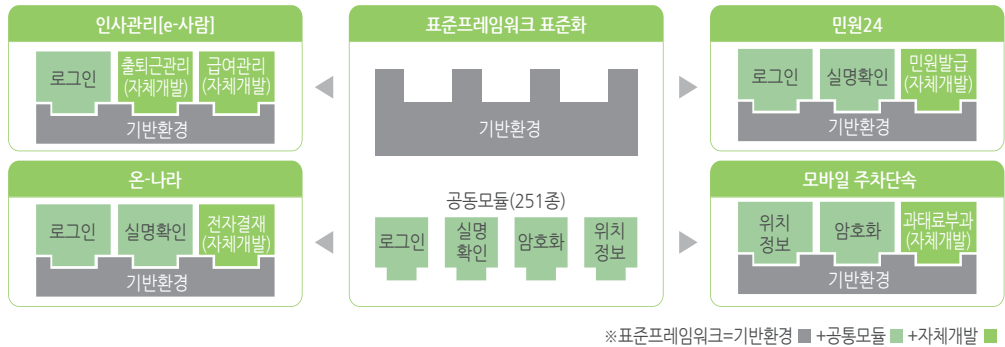 인사관리[e-사람]
로그인
출퇴근관리
(자체개발)
급여관리
(자체개발)
기반환경
온-나라
로그인
실명확인
전자결재
(자체개발)
기반환경
표준프레임워크 표준화
기반환경
공동모듈(251종)
로그인
실명
확인
암호화
위치
정보
민원24
로그인
실명확인
민원발급
(자체개발)
기반환경
모바일 주차단속
위치
정보
암호화
과태료부과
(자체개발)
기반환경
※표준프레임워크=기반환경 +공통모듈 +자체개발